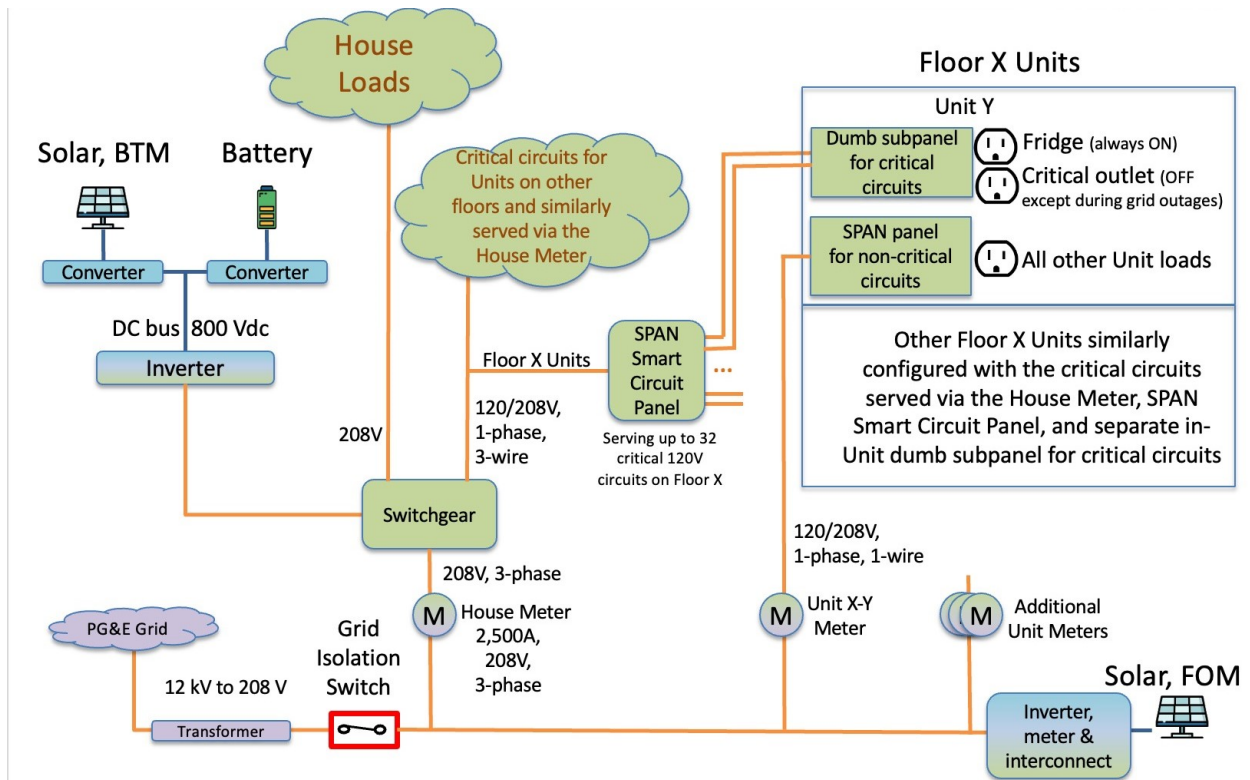 House
Loads
Floor X Units
Unit Y
Dumb subpanel
for critical
circuits
Fridge (always ON)
Critical outlet (OFF
except during grid outages)
SPAN panel
for non-critical
circuits
All other Unit loads
Other Floor X Units similarly
configured with the critical circuits
served via the House Meter, SPAN
Smart Circuit Panel, and separate in-
Unit dumb subpanel for critical circuits
Solar, BTM
Battery
Critical circuits for
Units on other
floors and similarly
served via the
House Meter
Converter
Converter
DC bus 800 Vdc
Inverter
Floor X Units
SPAN
Smart
Circuit
Panel
...
Serving up to 32
critical 120V
circuits on Floor X
208V
120/208V,
1-phase,
3-wire
Switchgear
208V, 3-phase
120/208V,
1-phase, 1-wire
PG&E Grid
12 kV to 208 V
Transformer
Grid
Isolation
Switch
M
House Meter
2,500A,
208V,
3-phase
M
Unit X-Y
Meter
M
Additional
Unit Meters
Inverter,
meter &
interconnect
Solar, FOM